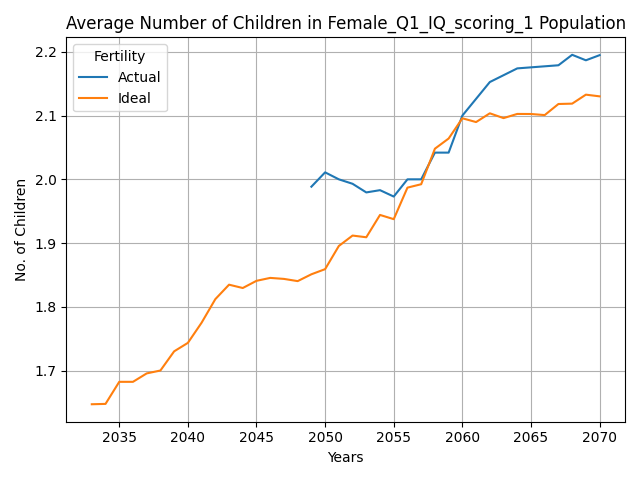 Average Number of Children in Female_Q1_IQ_scoring_1 Population
Fertility
Actual
Ideal
No. of Children
2.2
2.1
2.0
1.9
1.8
1.7
2035 2040 2045 2050 2055 2060 2065 2070
Years